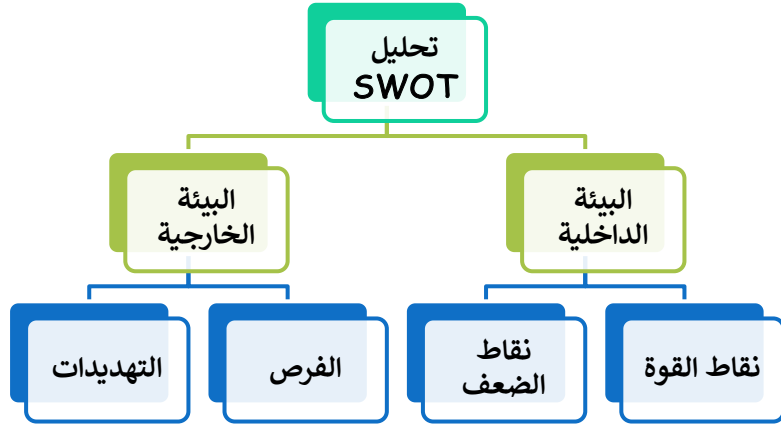 تحليل
SWOT
البيئة
الداخلية
البيئة
الخارجية
نقاط القوة
نقاط
الضعف
الفرص
التهديدات